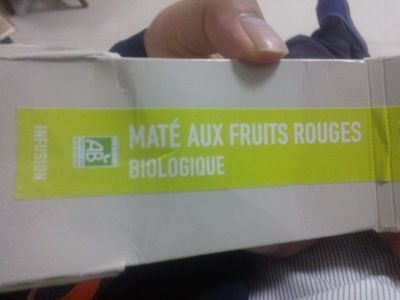 INFUSION
AB
MATÉ AUX FRUITS ROUGES
BIOLOGIQUE